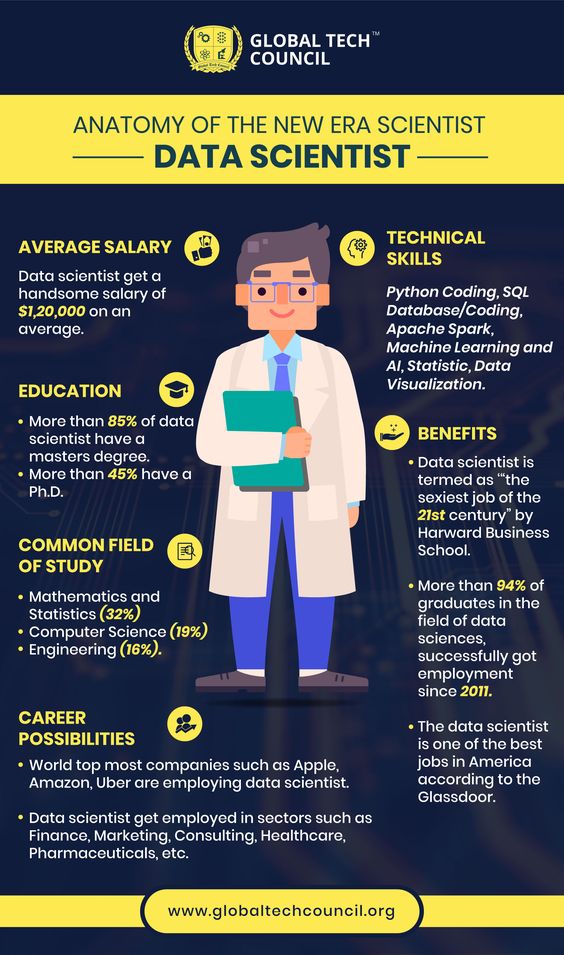 GLOBAL TECH™
COUNCIL
Global Tech Council
ANATOMY OF THE NEW ERA SCIENTIST
DATA SCIENTIST
AVERAGE SALARY
Data scientist get a
handsome salary of
$1,20,000 on an
average.
EDUCATION
• More than 85% of data
scientist have a
masters degree.
• More than 45% have a
Ph.D.
COMMON FIELD
OF STUDY
• Mathematics and
Statistics (32%)
• Computer Science (19%)
• Engineering (16%).
CAREER
POSSIBILITIES
• World top most companies such as Apple,
Amazon, Uber are employing data scientist.
• Data scientist get employed in sectors such as
Finance, Marketing, Consulting, Healthcare,
Pharmaceuticals, etc.
TECHNICAL
SKILLS
Python Coding, SQL
Database/Coding,
Apache Spark,
Machine Learning and
AI, Statistic, Data
Visualization.
BENEFITS
• Data scientist is
termed as “‘the
sexiest job of the
21st century” by
Harward Business
School.
• More than 94% of
graduates in the
field of data
sciences,
successfully got
employment
since 2011.
• The data scientist
is one of the best
jobs in America
according to the
Glassdoor.
www.globaltechcouncil.org